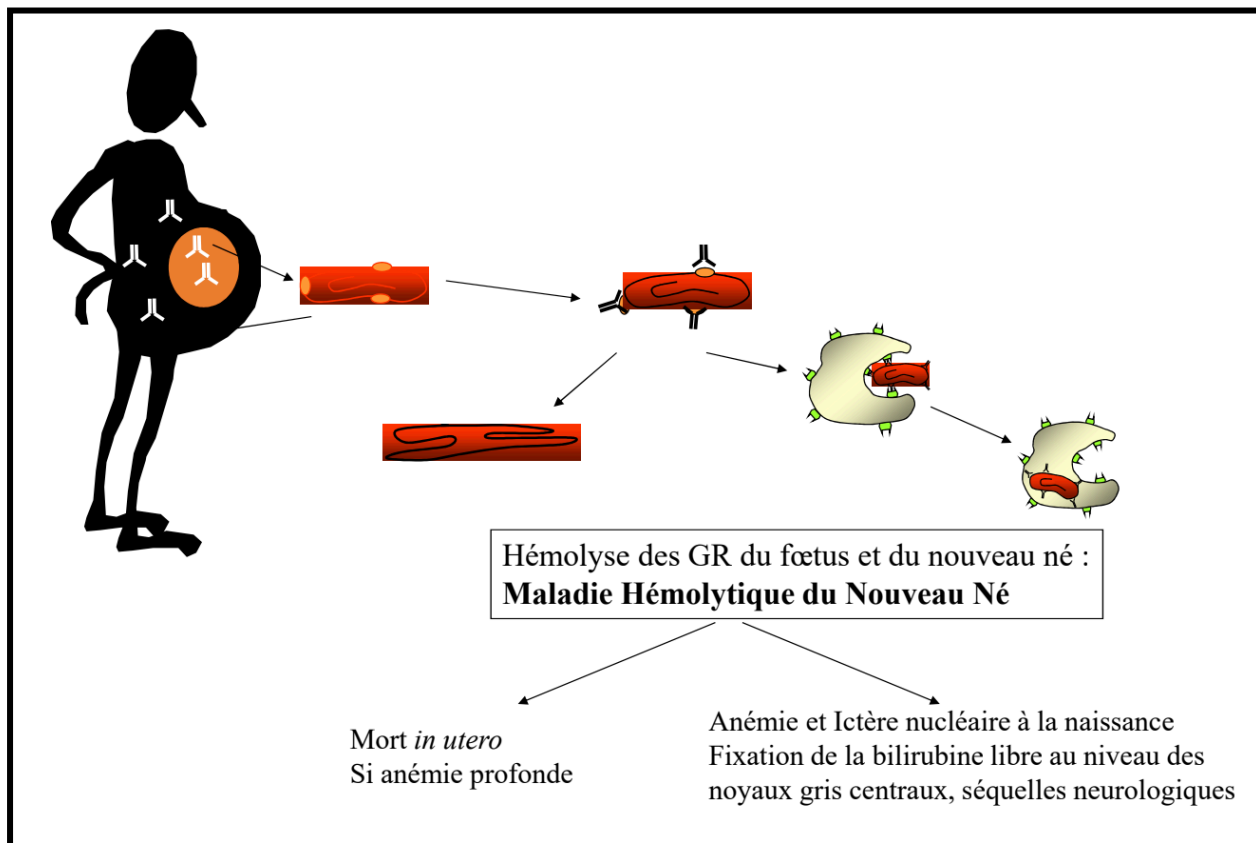 Hémolyse des GR du fœtus et du nouveau né :
Maladie Hémolytique du Nouveau Né
Mort in utero
Si anémie profonde
Anémie et Ictère nucléaire à la naissance
Fixation de la bilirubine libre au niveau des
noyaux gris centraux, séquelles neurologiques